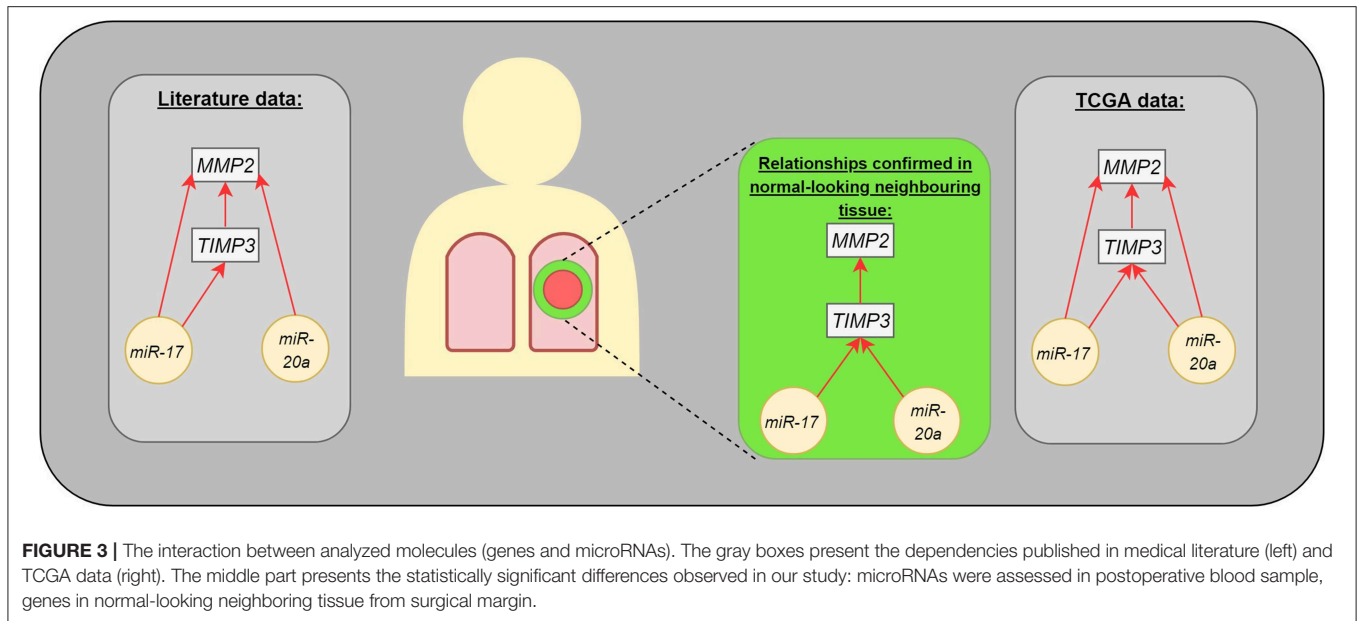 Literature data:
MMP2
TIMP3
miR-17
miR-
20a
Relationships confirmed in
normal-looking neighbouring
tissue:
MMP2
TIMP3
miR-17
miR-
20a
TCGA data:
MMP2
TIMP3
miR-17
miR-
20a
FIGURE 3 | The interaction between analyzed molecules (genes and microRNAs). The gray boxes present the dependencies published in medical literature (left) and
TCGA data (right). The middle part presents the statistically significant differences observed in our study: microRNAs were assessed in postoperative blood sample,
genes in normal-looking neighboring tissue from surgical margin.